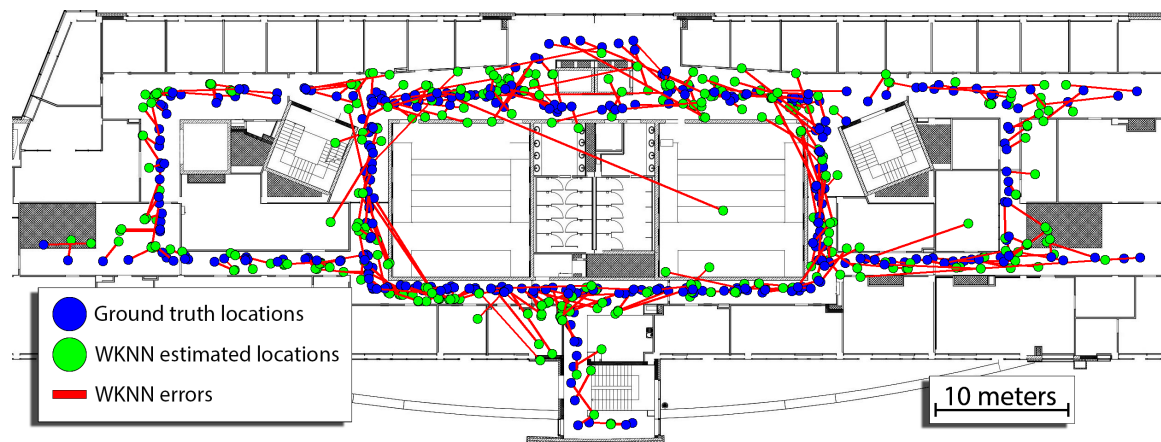 Ground truth locations
WKNN estimated locations
WKNN errors
10 meters